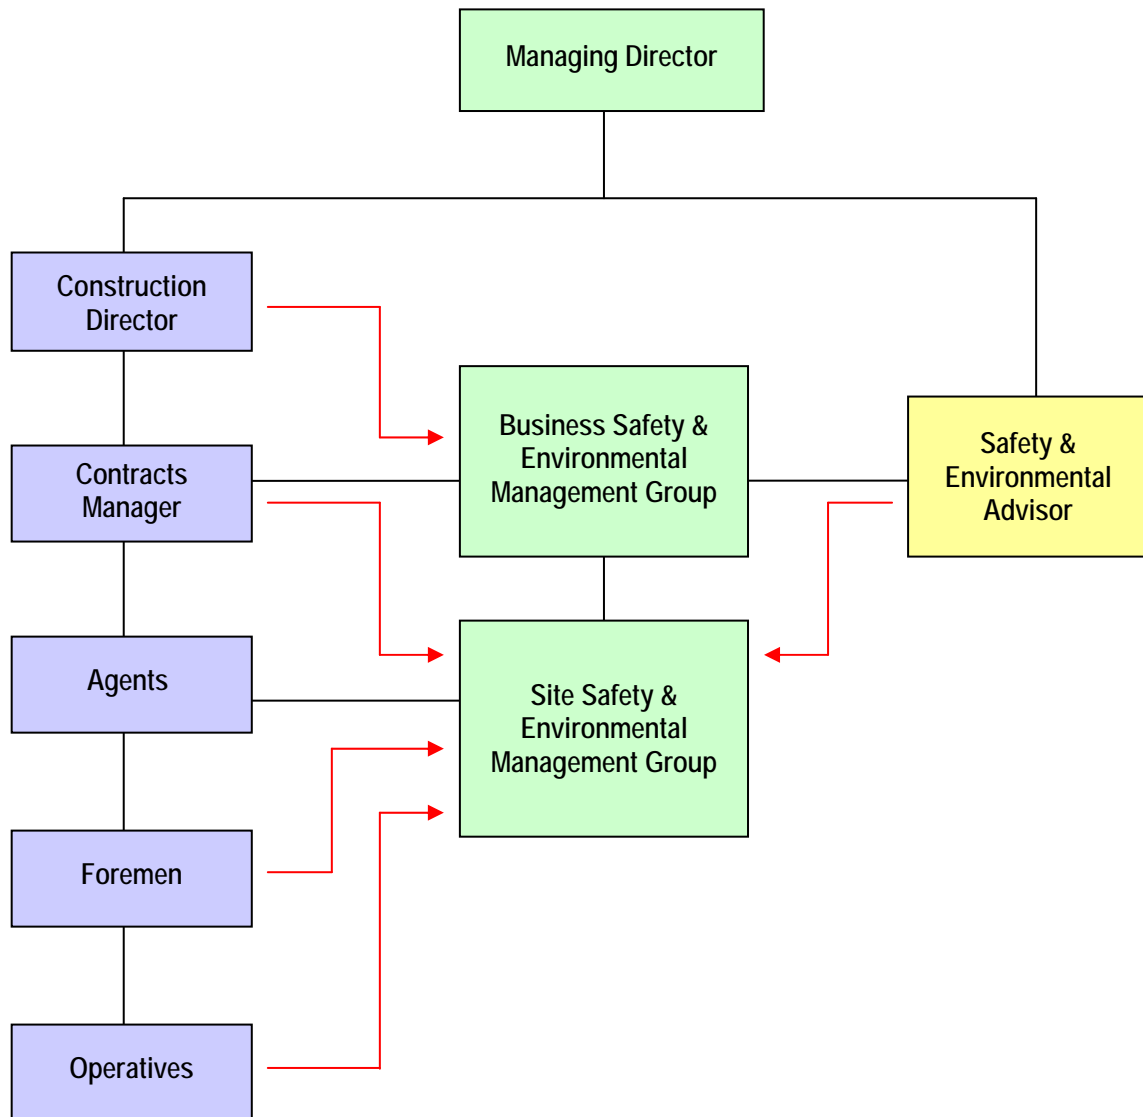 Managing Director
Construction
Director
Business Safety &
Environmental
Management Group
Safety &
Environmental
Advisor
Contracts
Manager
Agents
Site Safety &
Environmental
Management Group
Foremen
Operatives